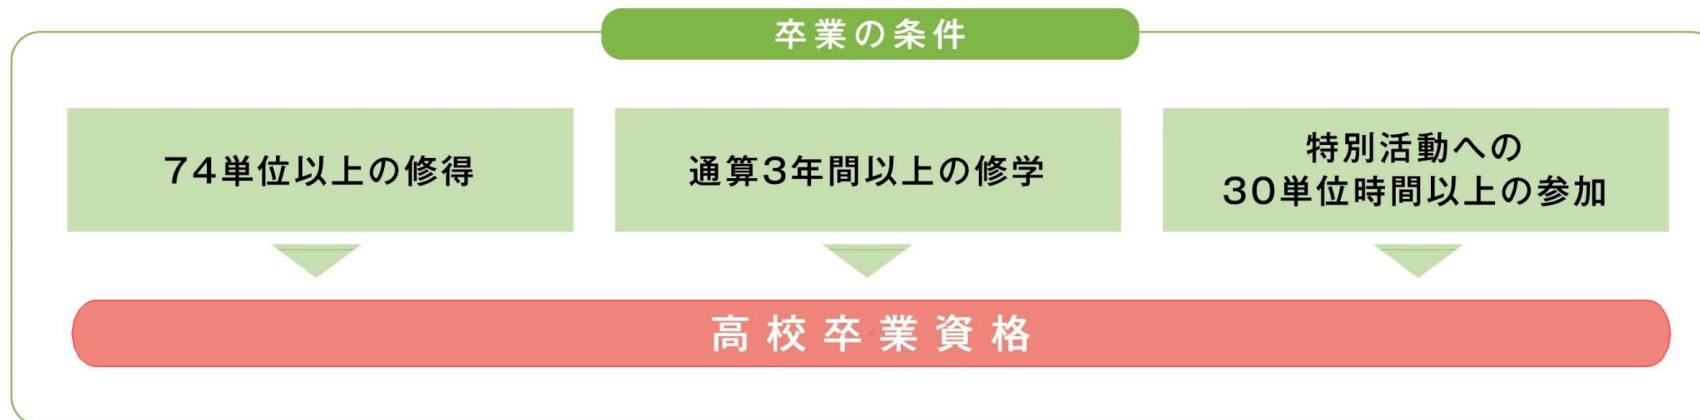 卒業の条件
74単位以上の修得
通算3年間以上の修学
特別活動への
30単位時間以上の参加
高校卒業資格